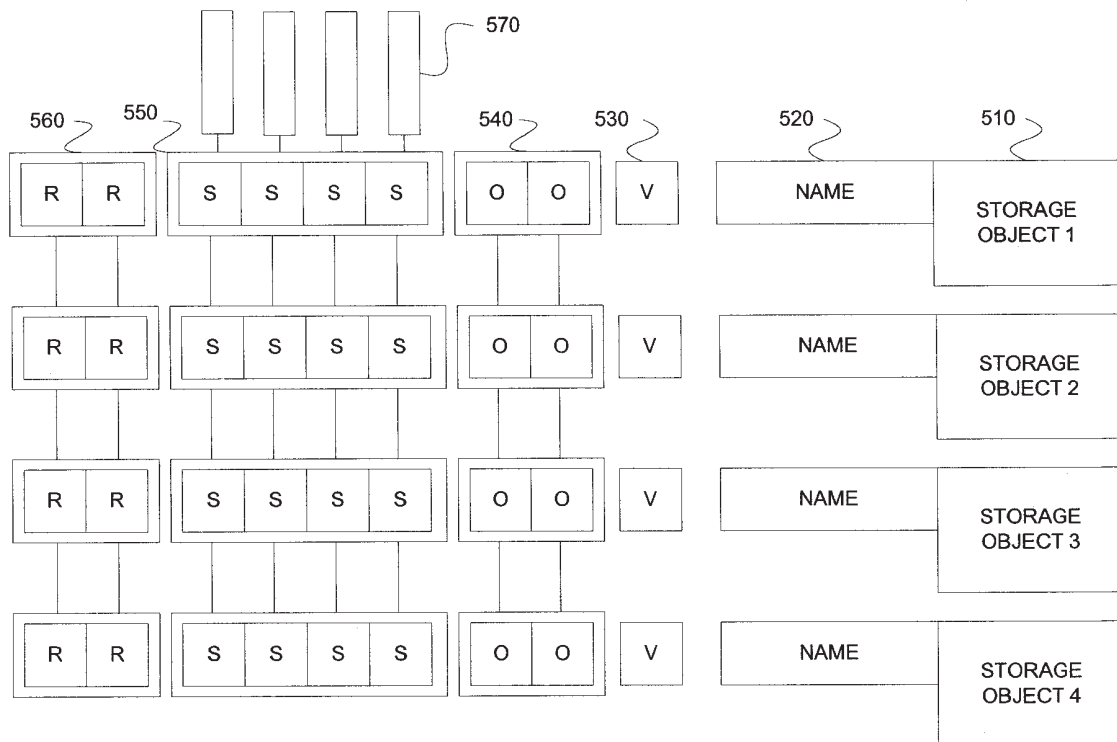 570
560 550 540 530 520 510
R R S S S S O O V NAME STORAGE OBJECT 1
R R S S S S O O V NAME STORAGE OBJECT 2
R R S S S S O O V NAME STORAGE OBJECT 3
R R S S S S O O V NAME STORAGE OBJECT 4